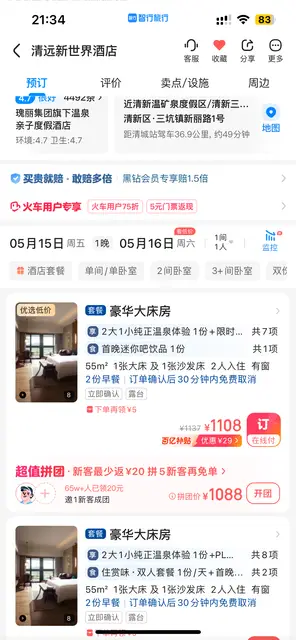 21:34
智行旅行
83
清远新世界酒店
客服
收藏
分享
更多
预订
评价
卖点/设施
周边
4.7 很好 4492条
瑰丽集团旗下温泉
亲子度假酒店
环境:4.7 卫生:4.7
近清新温矿泉度假区/清新三...
清新区·三坑镇新丽路1号
距清城站驾车36.9公里, 约49分钟
地图
买贵就赔·敢赔多倍
黑钻会员专享赔1.5倍
火车用户专享
火车用户75折
5元门票返现
看低价
05月15日 周五
1晚
05月16日 周六
1间
1人
监控
酒店套餐
单间/单卧室
2间卧室
3+间卧室
双份
优选低价
套餐 豪华大床房
享 2大1小纯正温泉体验 1份+限时...
共7项
食 首晚迷你吧饮品 1份
共1项
55m² 1张大床 及 1张沙发床 2人入住 有窗
2份早餐 订单确认后30分钟内免费取消
立即确认
露台
8
下单再领¥5
¥1137 ¥1108
百亿补贴 优惠¥29
订
在线付
超值拼团·新客最少返¥20 拼5新客再免单
65w+人已领20元
邀1新客成团
拼团价¥1088
开团
套餐 豪华大床房
享 2大1小纯正温泉体验 1份+PL...
共8项
食 住赏味·双人套餐 1份/天+首晚...
共2项
55m² 1张大床 及 1张沙发床 2人入住 有窗
2份早餐 订单确认后30分钟内免费取消
立即确认
露台
8